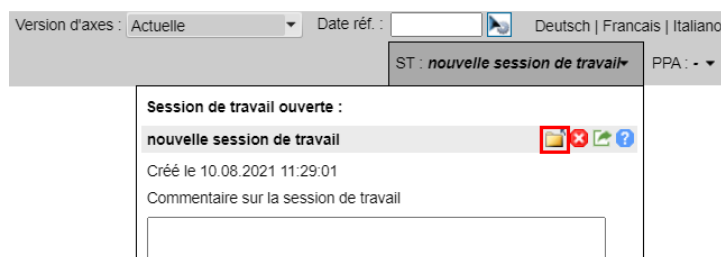 Version d'axes : Actuelle Date réf. : Deutsch | Francais | Italiano
ST : nouvelle session de travail PPA : -
Session de travail ouverte :
nouvelle session de travail
Créé le 10.08.2021 11:29:01
Commentaire sur la session de travail